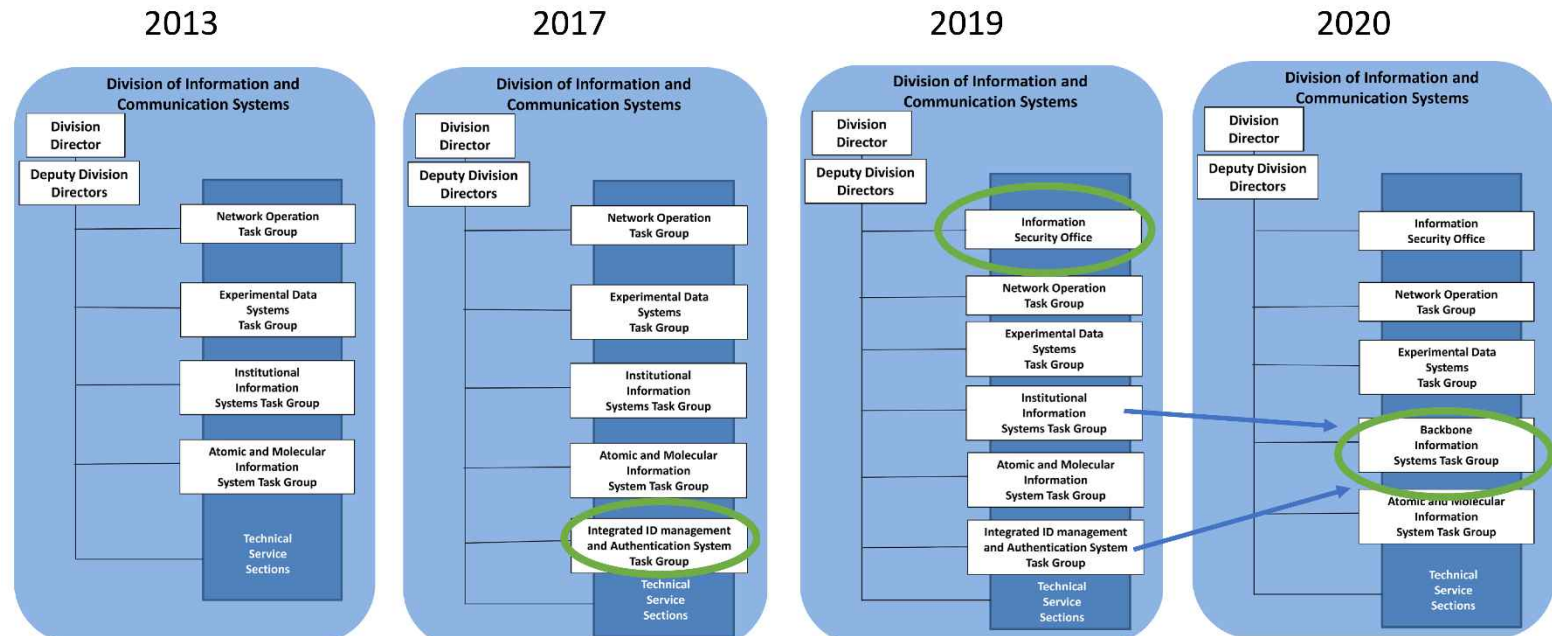 2013
Division of Information and
Communication Systems
Division
Director
Deputy Division
Directors
Network Operation
Task Group
Experimental Data
Systems
Task Group
Institutional
Information
Systems Task Group
Atomic and Molecular
Information
System Task Group
Technical
Service
Sections
2017
Division of Information and
Communication Systems
Division
Director
Deputy Division
Directors
Network Operation
Task Group
Experimental Data
Systems
Task Group
Institutional
Information
Systems Task Group
Atomic and Molecular
Information
System Task Group
Integrated ID management
and Authentication System
Task Group
Technical
Service
Sections
2019
Division of Information and
Communication Systems
Division
Director
Deputy Division
Directors
Information
Security Office
Network Operation
Task Group
Experimental Data
Systems
Task Group
Institutional
Information
Systems Task Group
Atomic and Molecular
Information
System Task Group
Integrated ID management
and Authentication System
Task Group
Technical
Service
Sections
2020
Division of Information and
Communication Systems
Division
Director
Deputy Division
Directors
Information
Security Office
Network Operation
Task Group
Experimental Data
Systems
Task Group
Backbone
Information
Systems Task Group
Atomic and Molecular
Information
System Task Group
Technical
Service
Sections